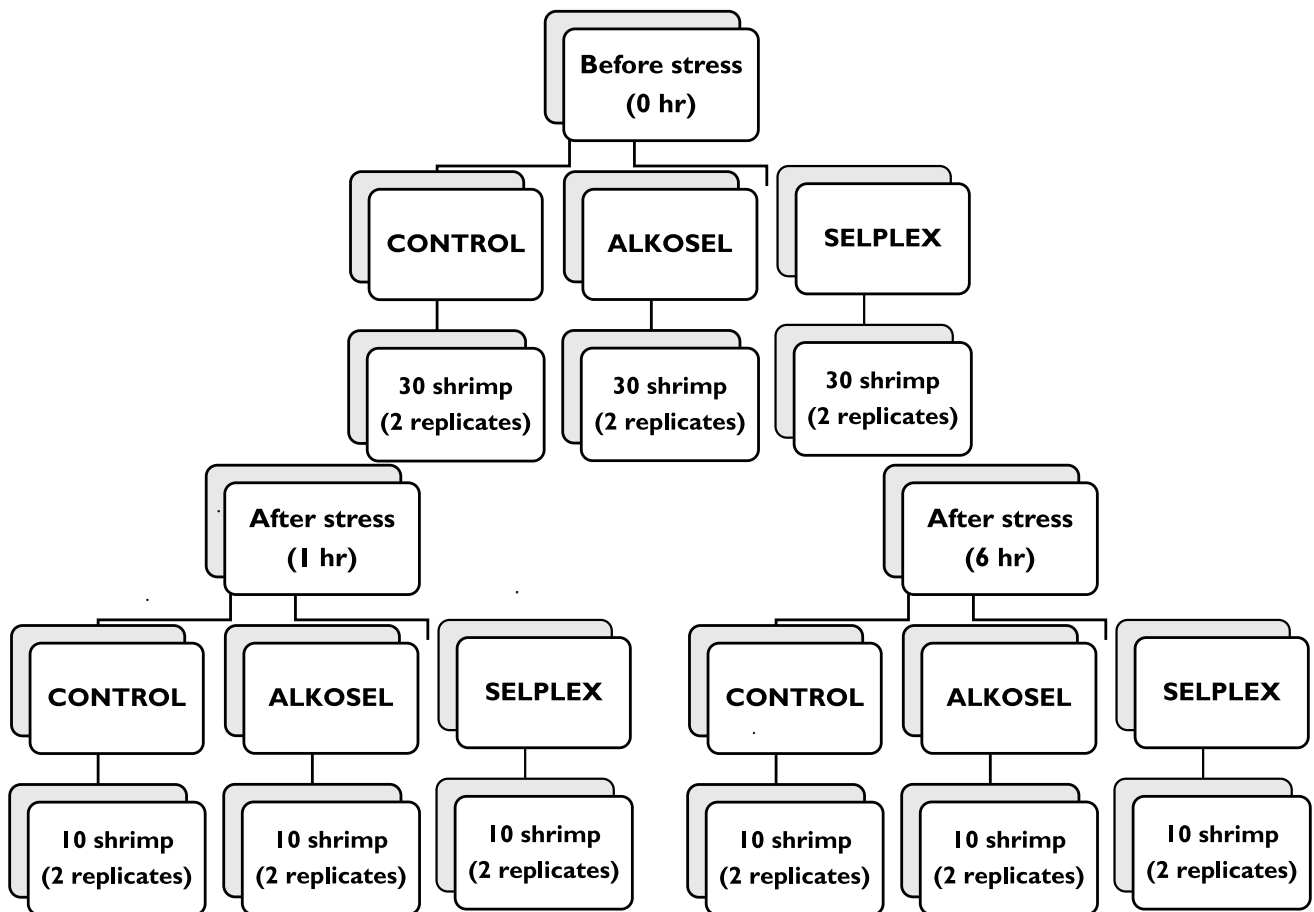 Before stress
(0 hr)
CONTROL
ALKOSEL
SELPLEX
30 shrimp
(2 replicates)
30 shrimp
(2 replicates)
30 shrimp
(2 replicates)
After stress
(1 hr)
CONTROL
ALKOSEL
SELPLEX
10 shrimp
(2 replicates)
10 shrimp
(2 replicates)
10 shrimp
(2 replicates)
After stress
(6 hr)
CONTROL
ALKOSEL
SELPLEX
10 shrimp
(2 replicates)
10 shrimp
(2 replicates)
10 shrimp
(2 replicates)